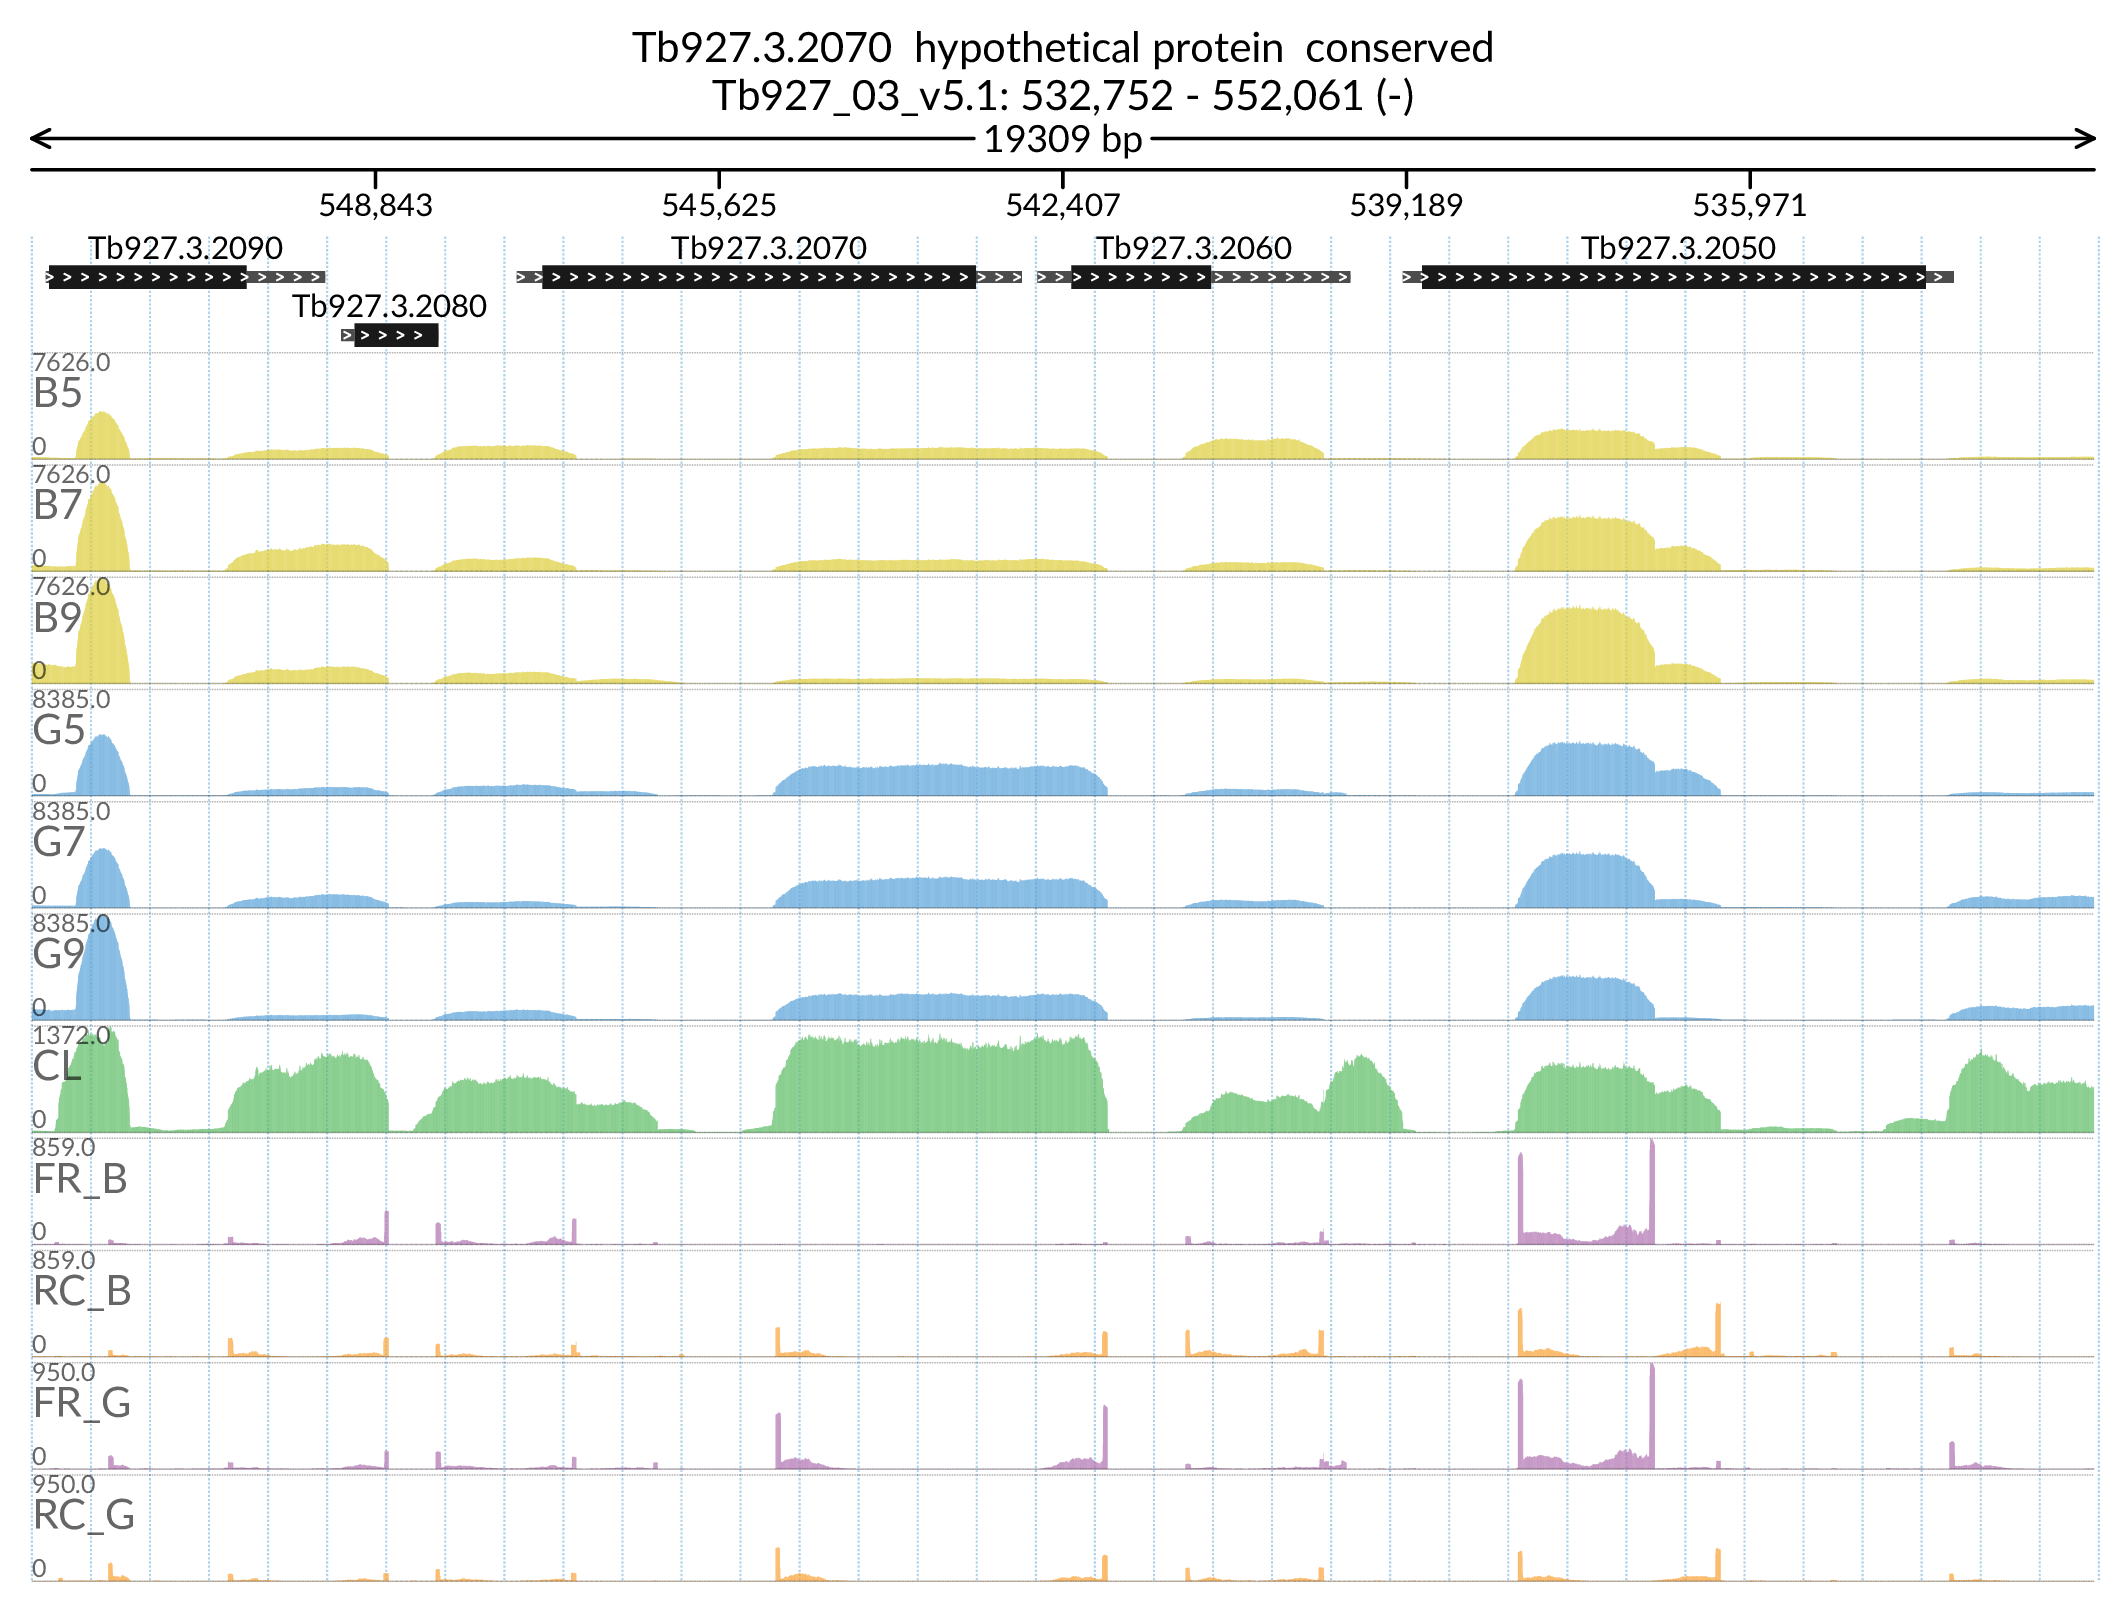 Tb927.3.2070  hypothetical protein  conserved
Tb927_03_v5.1: 532,752 - 552,061 (-)
19309 bp
548,843 545,625 542,407 539,189 535,971
Tb927.3.2090 Tb927.3.2070 Tb927.3.2060 Tb927.3.2050
Tb927.3.2080
7626.0
B5
0
7626.0
B7
0
7626.0
B9
0
8385.0
G5
0
8385.0
G7
0
8385.0
G9
0
1372.0
CL
0
859.0
FR_B
0
859.0
RC_B
0
950.0
FR_G
0
950.0
RC_G
0